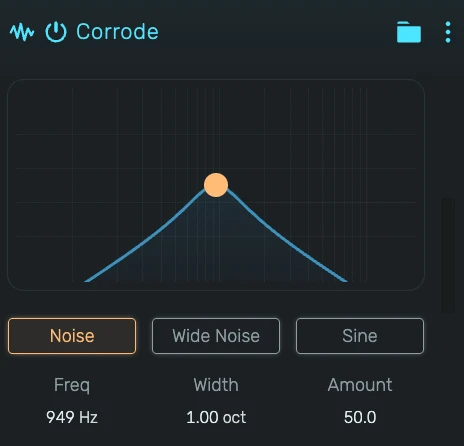 Corrode
Noise Wide Noise Sine
Freq Width Amount
949 Hz 1.00 oct 50.0